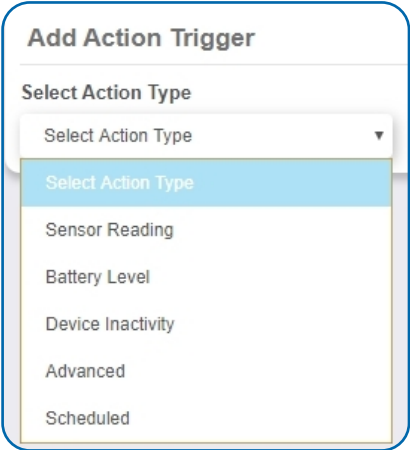 Add Action Trigger
Select Action Type
Select Action Type
Select Action Type
Sensor Reading
Battery Level
Device Inactivity
Advanced
Scheduled